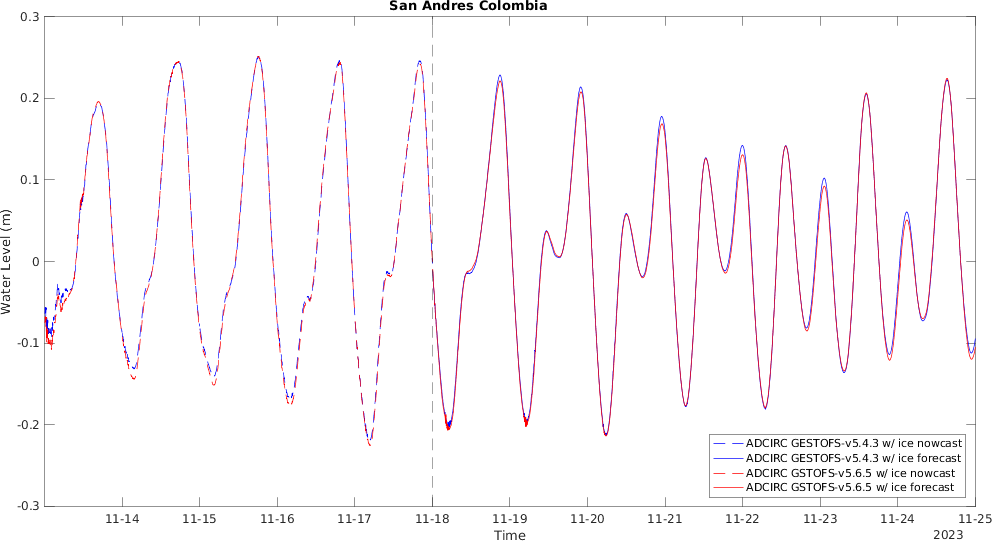 San Andres Colombia
Water Level (m)
0.3
0.2
0.1
0
-0.1
-0.2
-0.3
ADCIRC GESTOFS-v5.4.3 w/ ice nowcast
ADCIRC GESTOFS-v5.4.3 w/ ice forecast
ADCIRC GSTOFS-v5.6.5 w/ ice nowcast
ADCIRC GSTOFS-v5.6.5 w/ ice forecast
11-14 11-15 11-16 11-17 11-18 11-19 11-20 11-21 11-22 11-23 11-24 11-25
Time
2023